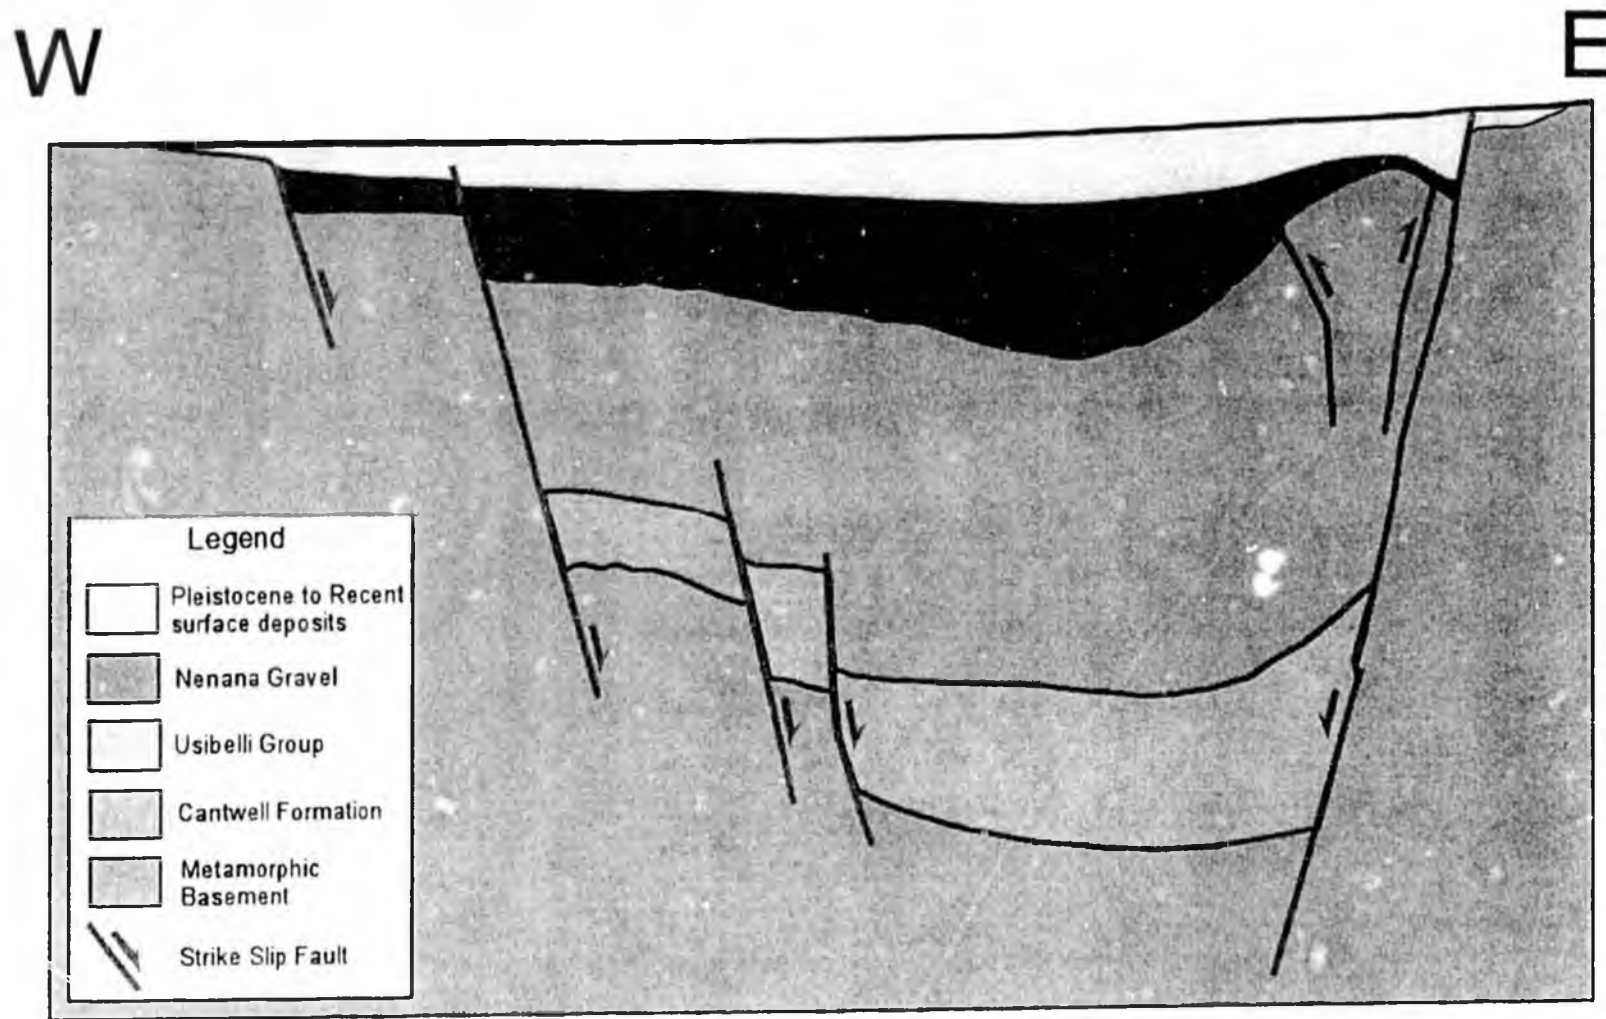 W E
Legend
Pleistocene to Recent
surface deposits
Nenana Gravel
Usibelli Group
Cantwell Formation
Metamorphic
Basement
Strike Slip Fault